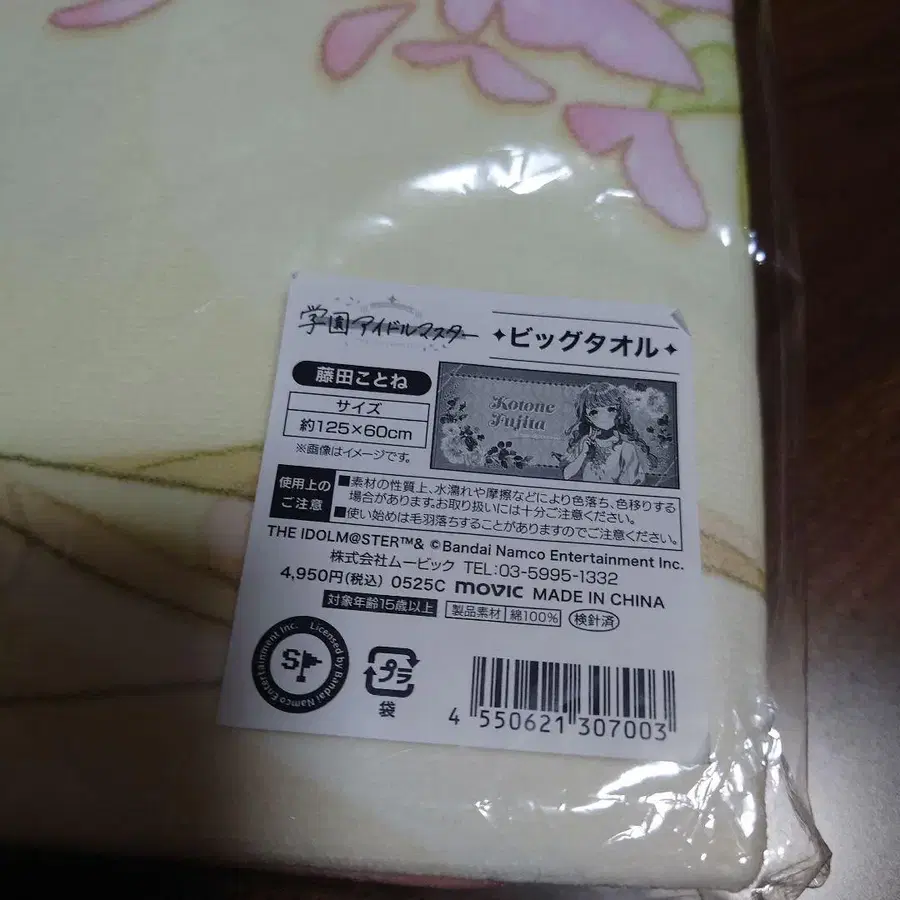 学園アイドルマスター
✦ビッグタオル✦
藤田ことね
サイズ
約125×60cm
※画像はイメージです。
Kotone
Fujita
使用上の
ご注意
■素材の性質上、水濡れや摩擦などにより色落ち、色移りする
場合があります。お取り扱いには十分ご注意ください。
■使い始めは毛羽落ちすることがありますのでご注意ください。
THE IDOLM@STER™& ©Bandai Namco Entertainment Inc.
株式会社ムービック TEL:03-5995-1332
4,950円(税込) 0525C movic MADE IN CHINA
対象年齢15歳以上 製品素材 綿100% 検針済
Licensed by Bandai Namco Entertainment Inc.
プラ
袋
4 550621 307003